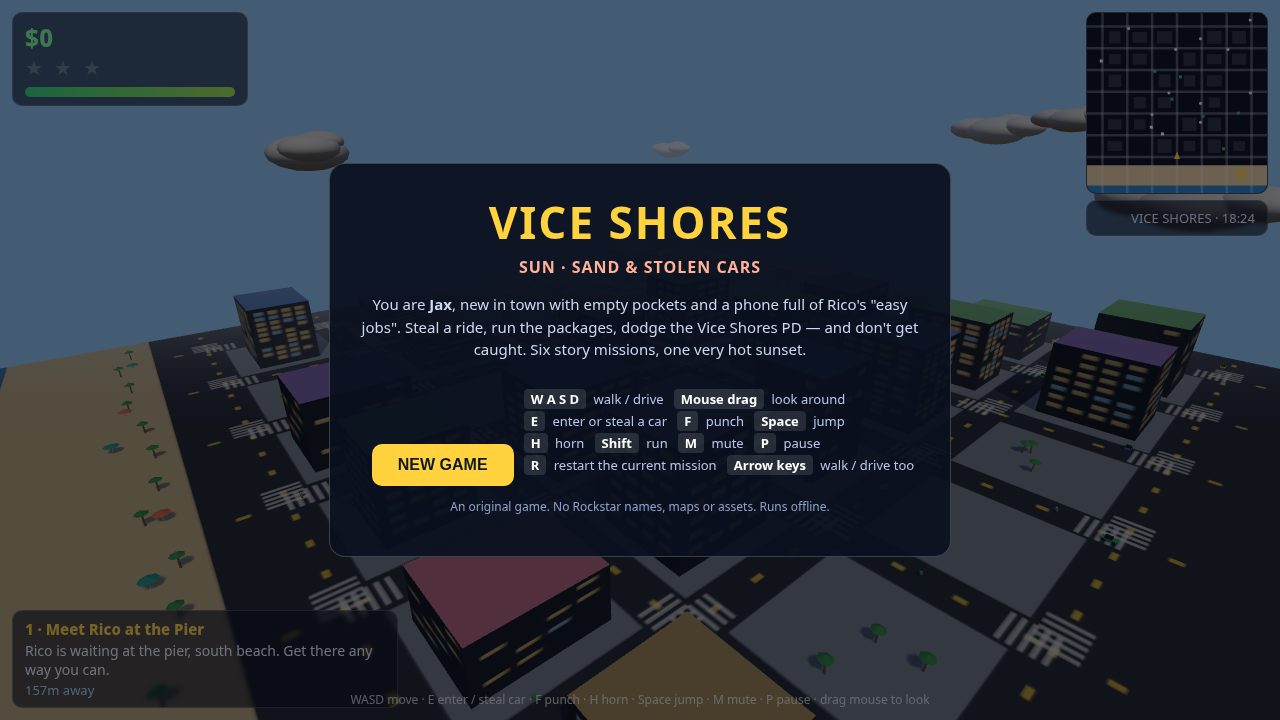 $0
★ ★ ★
VICE SHORES · 18:24
VICE SHORES
SUN · SAND & STOLEN CARS
You are Jax, new in town with empty pockets and a phone full of Rico's "easy
jobs". Steal a ride, run the packages, dodge the Vice Shores PD — and don't get
caught. Six story missions, one very hot sunset.
W A S D walk / drive Mouse drag look around
E enter or steal a car F punch Space jump
H horn Shift run M mute P pause
NEW GAME
R restart the current mission Arrow keys walk / drive too
An original game. No Rockstar names, maps or assets. Runs offline.
1 · Meet Rico at the Pier
Rico is waiting at the pier, south beach. Get there any
way you can.
157m away
WASD move · E enter / steal car · F punch · H horn · Space jump · M mute · P pause · drag mouse to look